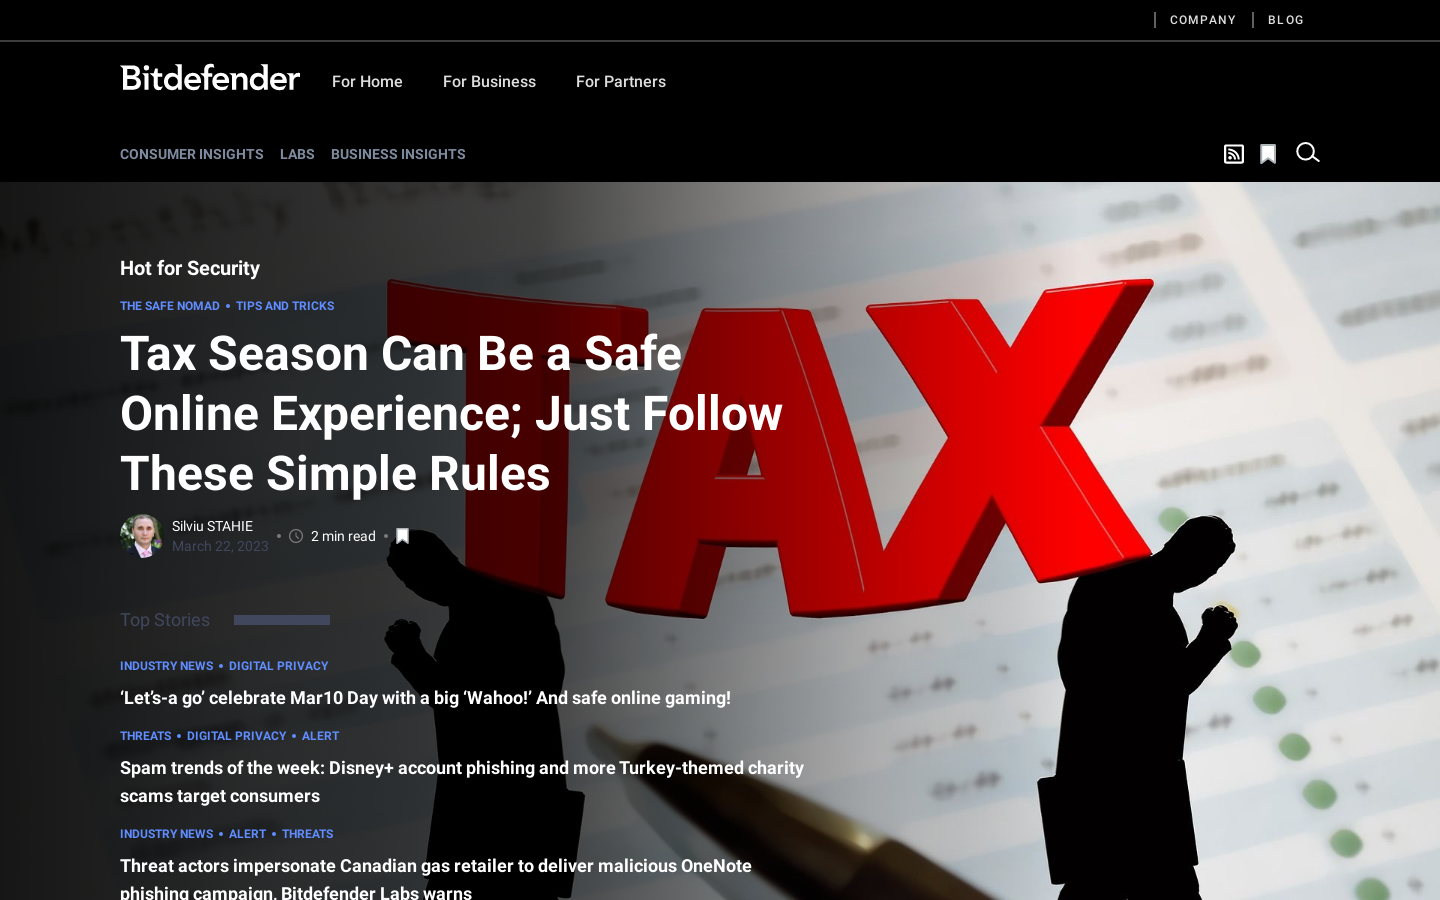 COMPANY
BLOG
Bitdefender
For Home
For Business
For Partners
CONSUMER INSIGHTS
LABS
BUSINESS INSIGHTS
Hot for Security
THE SAFE NOMAD • TIPS AND TRICKS
Tax Season Can Be a Safe
Online Experience; Just Follow
These Simple Rules
Silviu STAHIE
March 22, 2023
• 2 min read •
TAX
Top Stories
INDUSTRY NEWS • DIGITAL PRIVACY
‘Let’s-a go’ celebrate Mar10 Day with a big ‘Wahoo!’ And safe online gaming!
THREATS • DIGITAL PRIVACY • ALERT
Spam trends of the week: Disney+ account phishing and more Turkey-themed charity
scams target consumers
INDUSTRY NEWS • ALERT • THREATS
Threat actors impersonate Canadian gas retailer to deliver malicious OneNote
phishing campaign, Bitdefender Labs warns